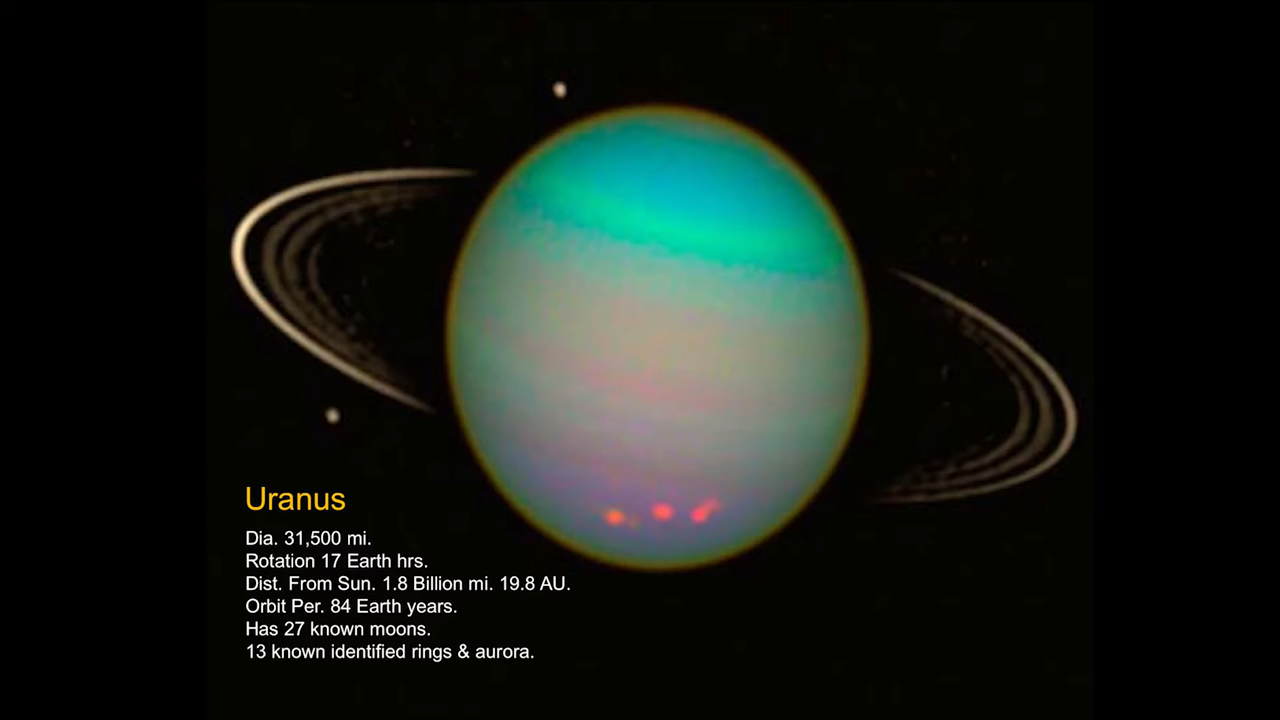 Uranus
Dia. 31,500 mi.
Rotation 17 Earth hrs.
Dist. From Sun. 1.8 Billion mi. 19.8 AU.
Orbit Per. 84 Earth years.
Has 27 known moons.
13 known identified rings & aurora.